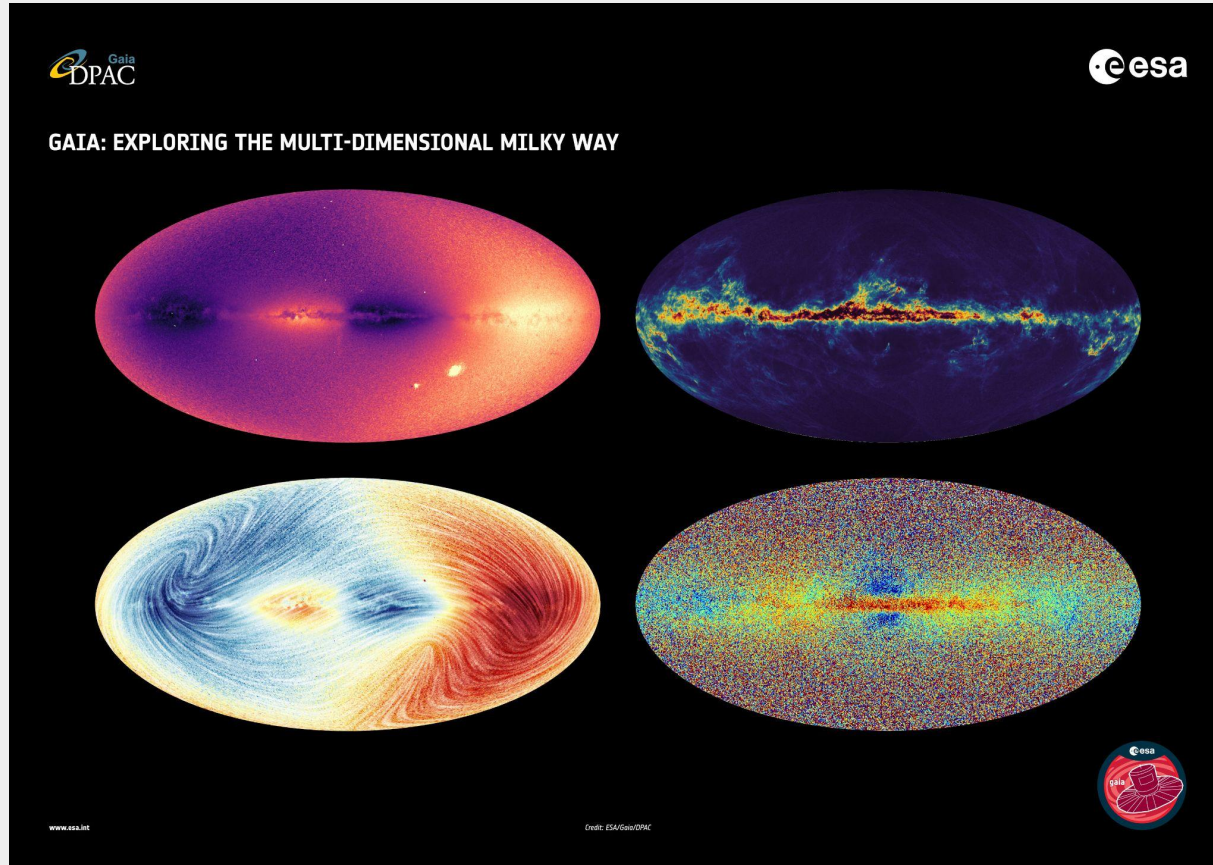 Gaia
DPAC
esa
GAIA: EXPLORING THE MULTI-DIMENSIONAL MILKY WAY
esa
gaia
www.esa.int
Credit: ESA/Gaia/DPAC